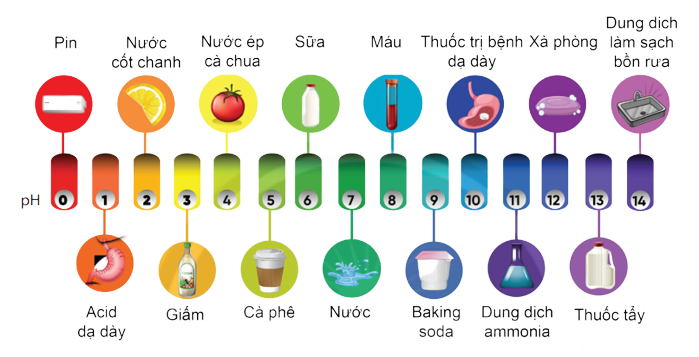 Pin
Nước
cốt chanh
Nước ép
cà chua
Sữa
Máu
Thuốc trị bệnh
dạ dày
Xà phòng
Dung dịch
làm sạch
bồn rưa
pH
0 1 2 3 4 5 6 7 8 9 10 11 12 13 14
Acid
dạ dày
Giấm
Cà phê
Nước
Baking
soda
Dung dịch
ammonia
Thuốc tẩy